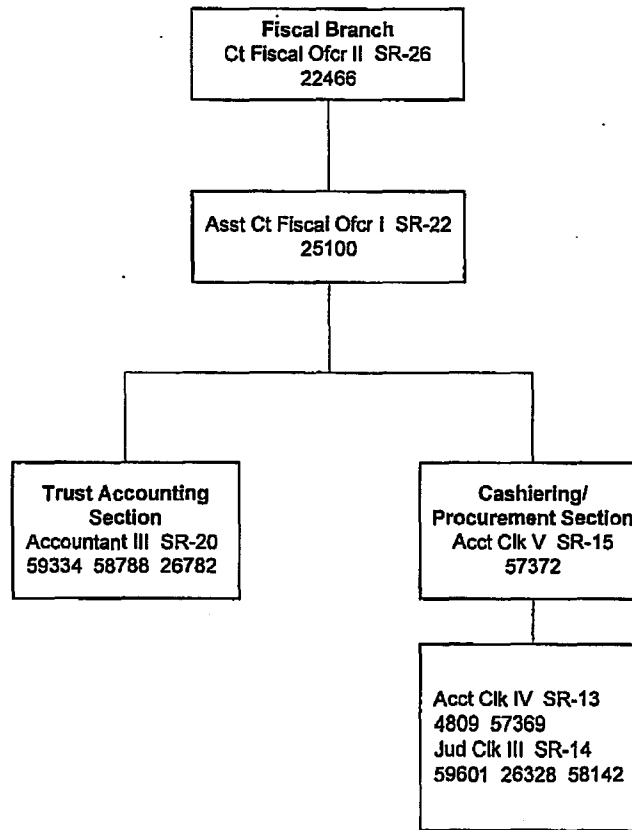 Fiscal Branch
Ct Fiscal Ofcr II SR-26
22466
Asst Ct Fiscal Ofcr I SR-22
25100
Trust Accounting
Section
Accountant III SR-20
59334 58788 26782
Cashiering/
Procurement Section
Acct Clk V SR-15
57372
Acct Clk IV SR-13
4809 57369
Jud Clk III SR-14
59601 26328 58142